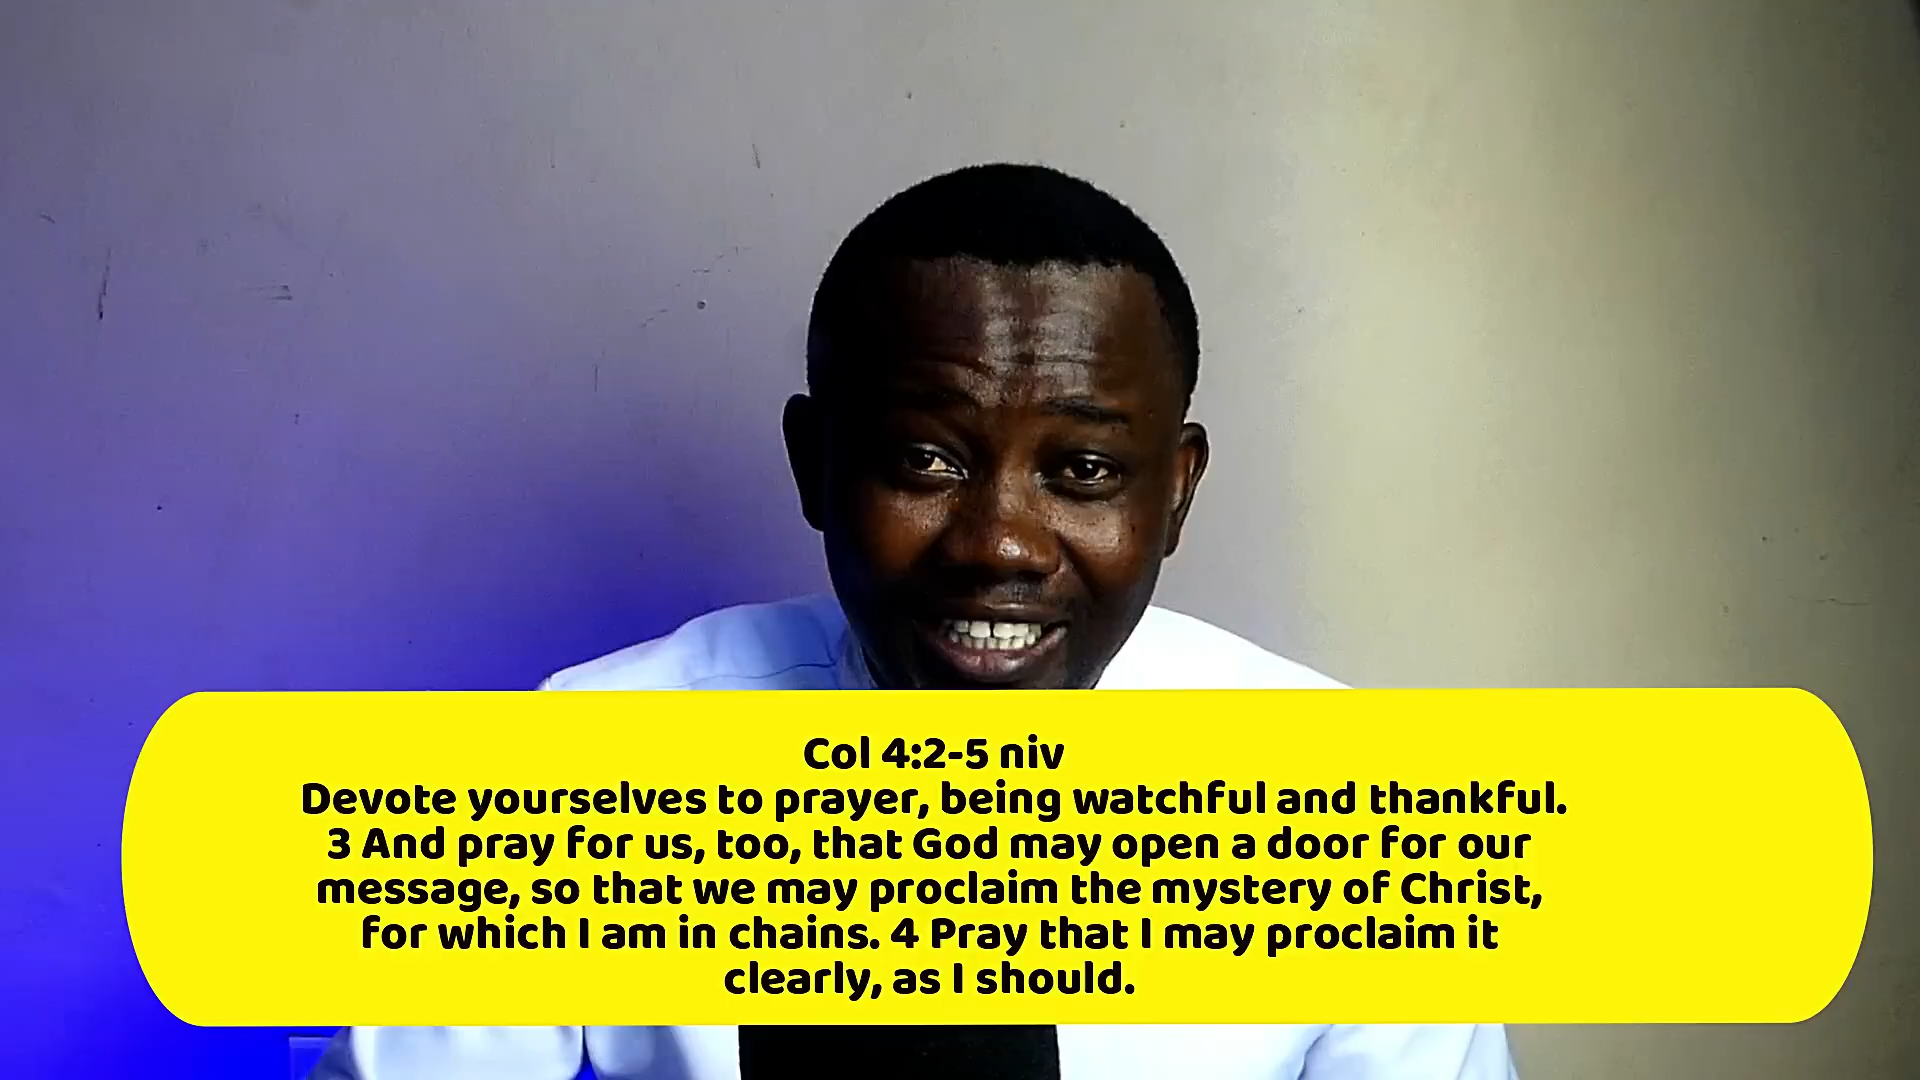 Col 4:2-5 niv
Devote yourselves to prayer, being watchful and thankful.
3 And pray for us, too, that God may open a door for our
message, so that we may proclaim the mystery of Christ,
for which I am in chains. 4 Pray that I may proclaim it
clearly, as I should.